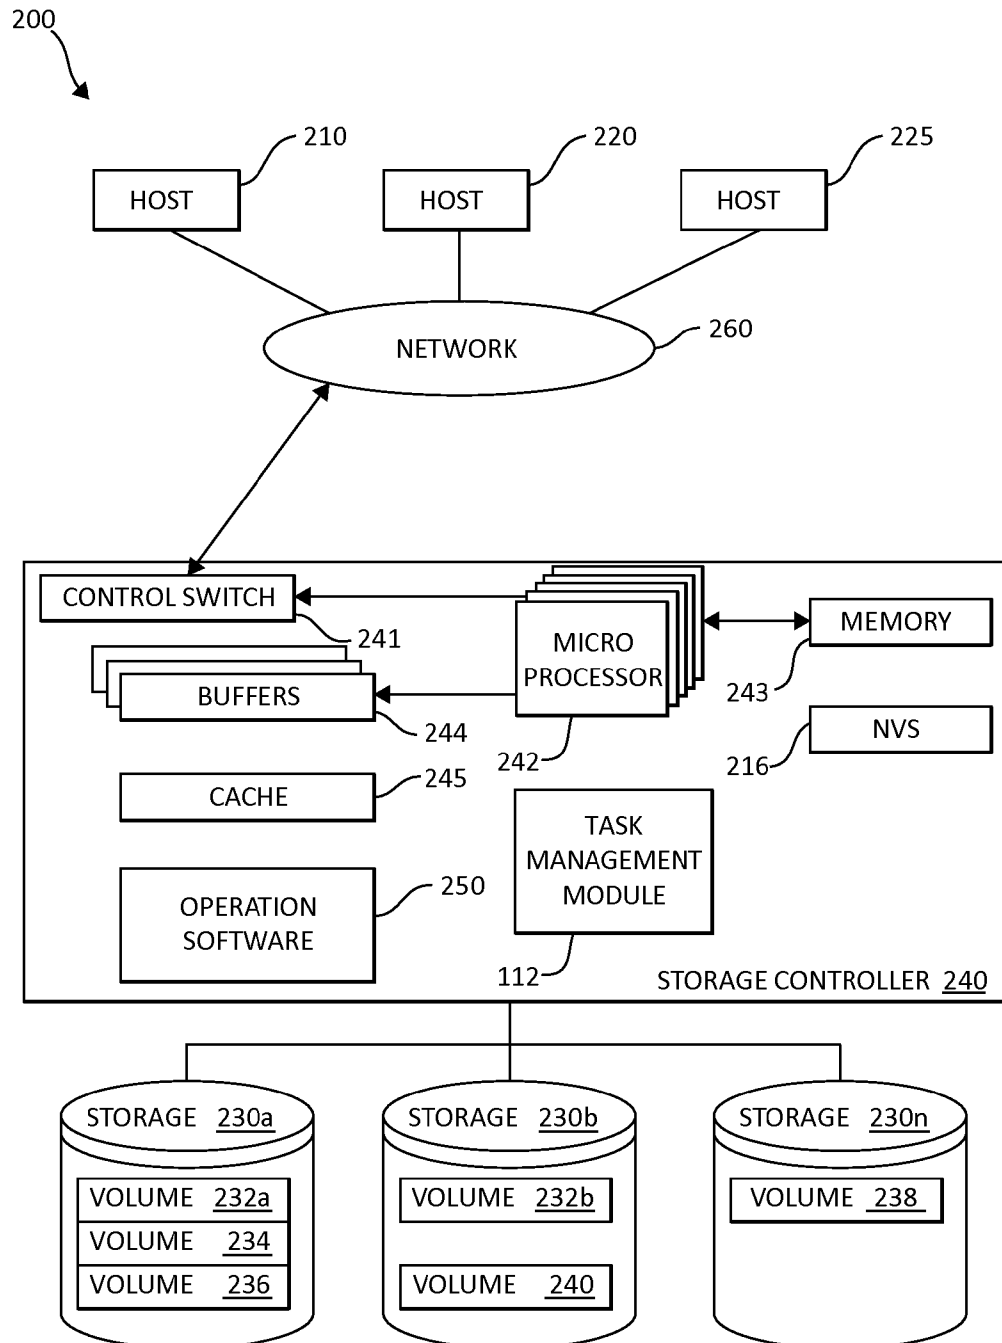 200
210
220
225
HOST
HOST
HOST
NETWORK
260
CONTROL SWITCH
241
MICRO
PROCESSOR
242
MEMORY
243
BUFFERS
244
NVS
216
CACHE
245
TASK
MANAGEMENT
MODULE
112
OPERATION
SOFTWARE
250
STORAGE CONTROLLER 240
STORAGE 230a
VOLUME 232a
VOLUME 234
VOLUME 236
STORAGE 230b
VOLUME 232b
VOLUME 240
STORAGE 230n
VOLUME 238